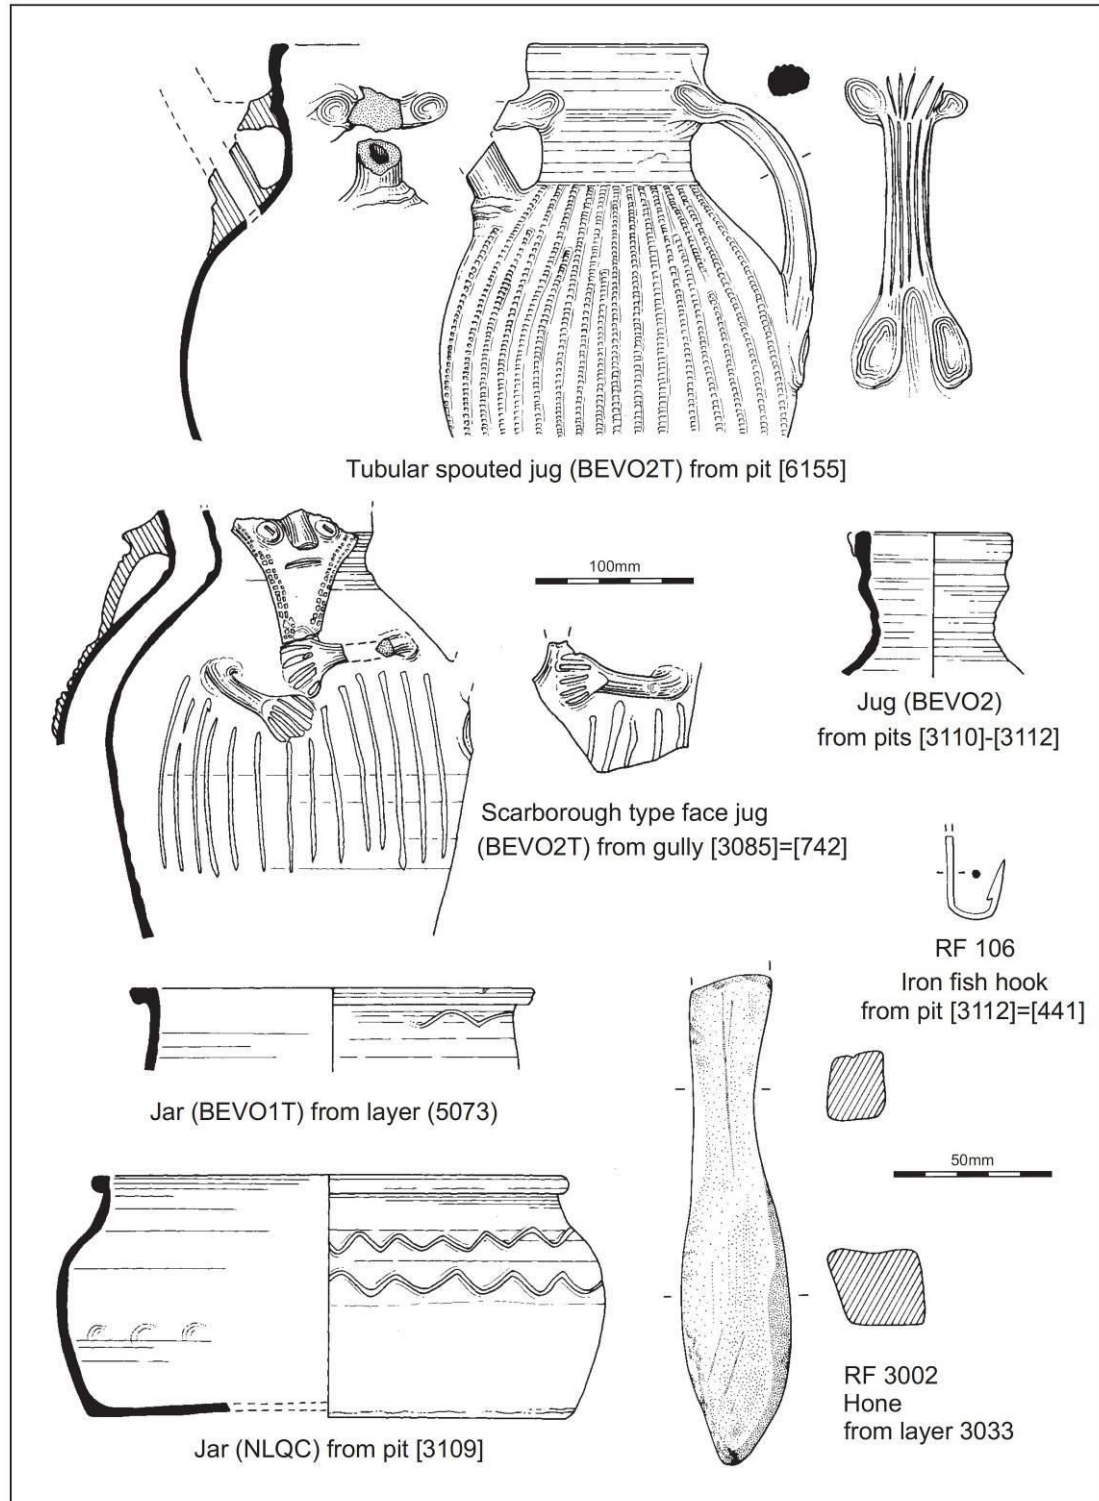 Tubular spouted jug (BEVO2T) from pit [6155]
100mm
Jug (BEVO2)
from pits [3110]-[3112]
Scarborough type face jug
(BEVO2T) from gully [3085]=[742]
RF 106
Iron fish hook
from pit [3112]=[441]
Jar (BEVO1T) from layer (5073)
50mm
Jar (NLQC) from pit [3109]
RF 3002
Hone
from layer 3033